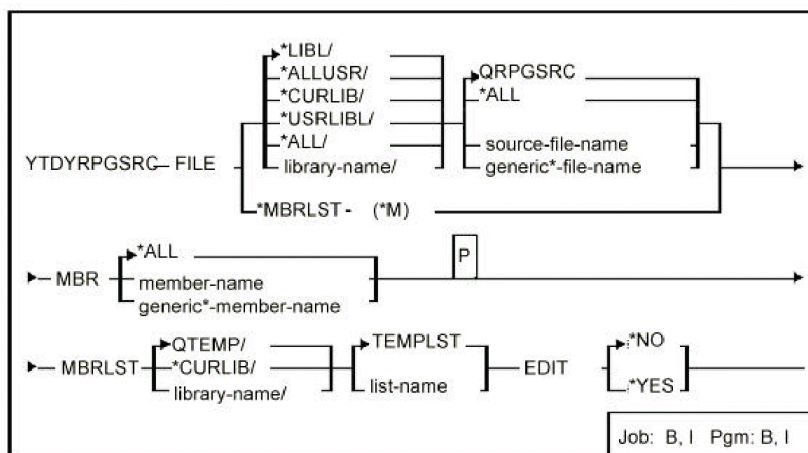 *LIBL/
*ALLUSR/
*CURLIB/
*USRLIBL/
*ALL/
library-name/
QRPGSRC
*ALL
source-file-name
generic*-file-name
YTDYRPGSRC FILE
*MBRLST - (*M)
MBR
*ALL
member-name
generic*-member-name
P
MBRLST
QTEMP/
*CURLIB/
library-name/
TEMPLST
list-name
EDIT
*NO
*YES
Job: B, I Pgm: B, I